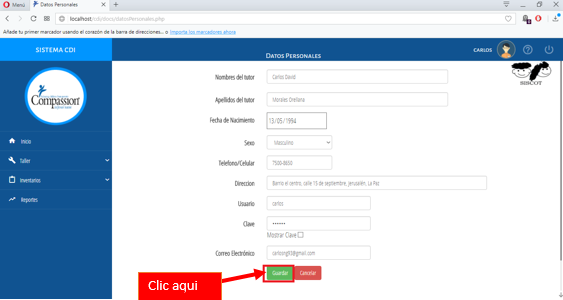 Menú
Datos Personales
localhost/cdi/docs/datosPersonales.php
Añade tu primer marcador usando el corazón de la barra de direcciones... o importa los marcadores ahora
SISTEMA CDI
CARLOS
DATOS PERSONALES
SISCOT
Compassion
Inicio
Taller
Inventarios
Reportes
Nombres del tutor
Carlos David
Apellidos del tutor
Morales Orellana
Fecha de Nacimiento
13/05/1994
Sexo
Masculino
Telefono/Celular
7500-8650
Direccion
Barrio el centro, calle 15 de septiembre, Jerusalén, La Paz
Usuario
carlos
Clave
••••••
Mostrar Clave
Correo Electrónico
carlosng93@gmail.com
Guardar
Cancelar
Clic aqui